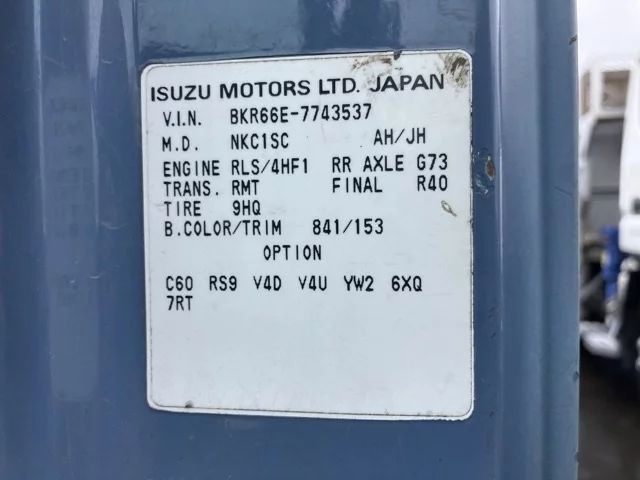 ISUZU MOTORS LTD. JAPAN
V.I.N. BKR66E-7743537
M.D. NKC1SC AH/JH
ENGINE RLS/4HF1 RR AXLE G73
TRANS. RMT FINAL R40
TIRE 9HQ
B.COLOR/TRIM 841/153
OPTION
C60 RS9 V4D V4U YW2 6XQ
7RT